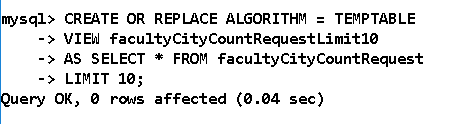 mysql> CREATE OR REPLACE ALGORITHM = TEMPTABLE
-> VIEW facultyCityCountRequestLimit10
-> AS SELECT * FROM facultyCityCountRequest
-> LIMIT 10;
Query OK, 0 rows affected (0.04 sec)